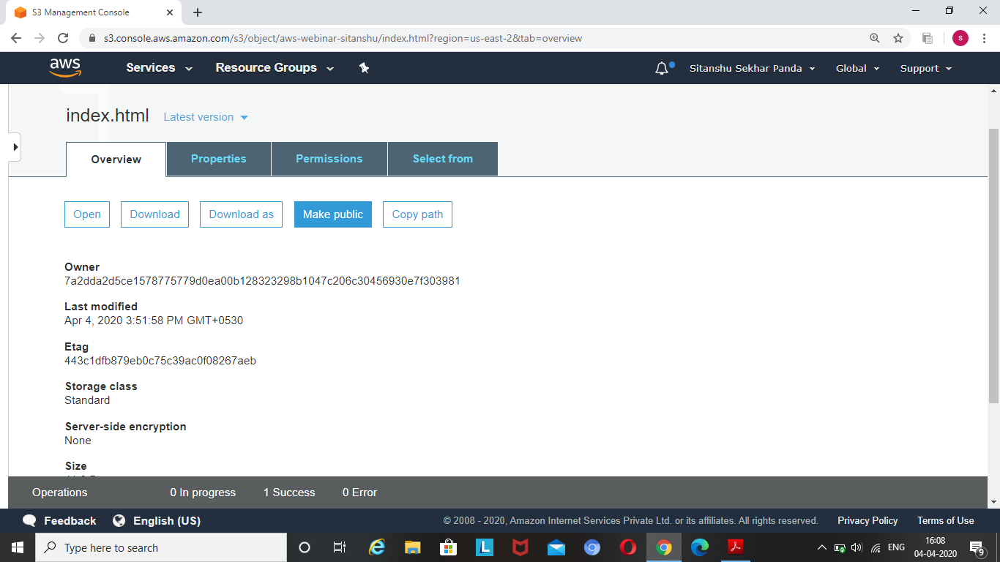 S3 Management Console
s3.console.aws.amazon.com/s3/object/aws-webinar-sitanshu/index.html?region=us-east-2&tab=overview
s
aws
Services
Resource Groups
Sitanshu Sekhar Panda
Global
Support
index.html
Latest version
Overview
Properties
Permissions
Select from
Open
Download
Download as
Make public
Copy path
Owner
7a2dda2d5ce1578775779d0ea00b128323298b1047c206c30456930e7f303981
Last modified
Apr 4, 2020 3:51:58 PM GMT+0530
Etag
443c1dfb879eb0c75c39ac0f08267aeb
Storage class
Standard
Server-side encryption
None
Size
Operations
0 In progress
1 Success
0 Error
Feedback
English (US)
© 2008 - 2020, Amazon Internet Services Private Ltd. or its affiliates. All rights reserved.
Privacy Policy
Terms of Use
Type here to search
L
ENG
16:08
04-04-2020
9